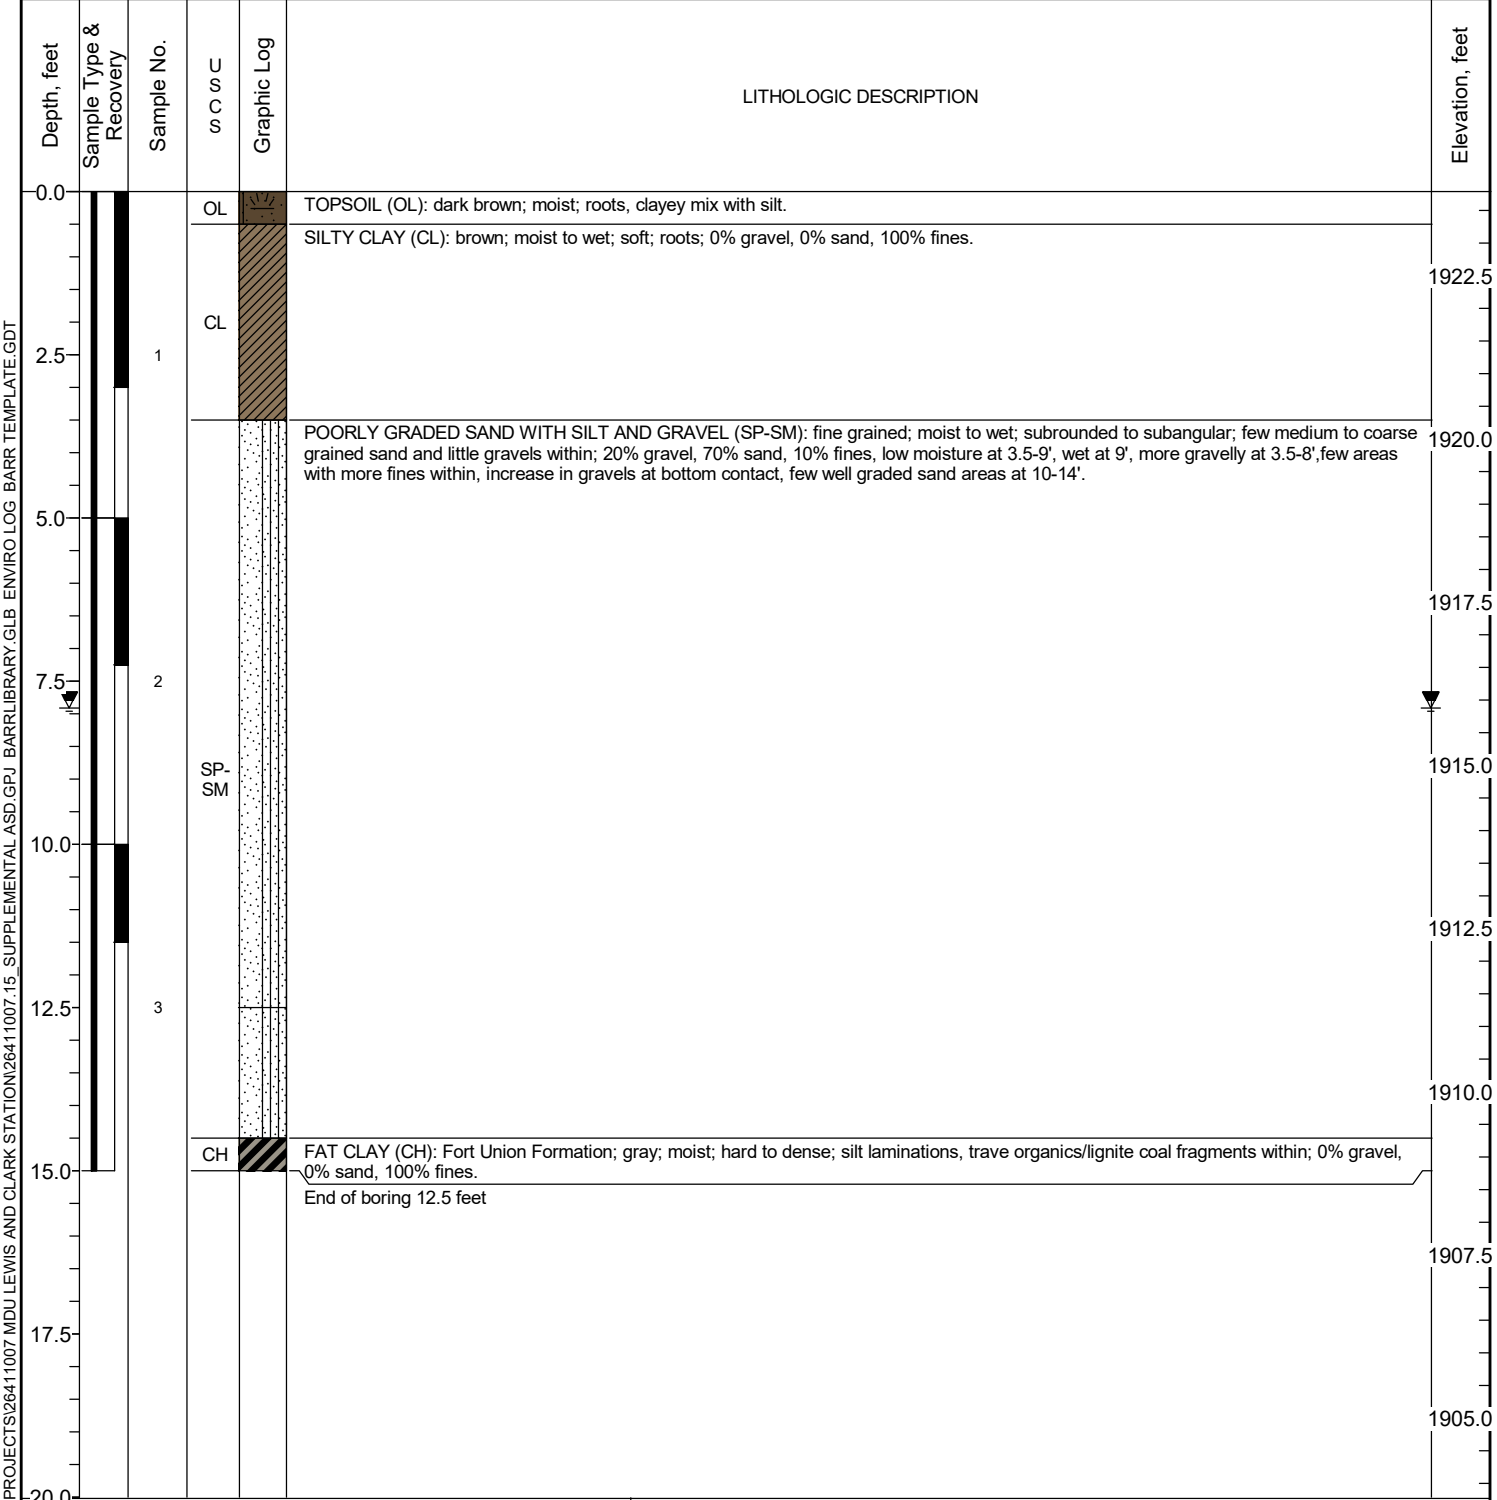 Depth, feet
Sample Type &
Recovery
Sample No.
U
S
C
S
Graphic Log
LITHOLOGIC DESCRIPTION
Elevation, feet
0.0
OL
TOPSOIL (OL): dark brown; moist; roots, clayey mix with silt.
SILTY CLAY (CL): brown; moist to wet; soft; roots; 0% gravel, 0% sand, 100% fines.
1922.5
CL
2.5
1
POORLY GRADED SAND WITH SILT AND GRAVEL (SP-SM): fine grained; moist to wet; subrounded to subangular; few medium to coarse
grained sand and little gravels within; 20% gravel, 70% sand, 10% fines, low moisture at 3.5-9', wet at 9', more gravelly at 3.5-8',few areas
with more fines within, increase in gravels at bottom contact, few well graded sand areas at 10-14'.
1920.0
5.0
1917.5
7.5
2
SP-
SM
1915.0
10.0
1912.5
12.5
3
1910.0
CH
FAT CLAY (CH): Fort Union Formation; gray; moist; hard to dense; silt laminations, trave organics/lignite coal fragments within; 0% gravel,
0% sand, 100% fines.
15.0
End of boring 12.5 feet
1907.5
17.5
1905.0
20.0
PROJECTS\26411007 MDU LEWIS AND CLARK STATION\26411007.15_SUPPLEMENTAL ASD.GPJ BARRLIBRARY.GLB ENVIRO LOG BARR TEMPLATE.GDT